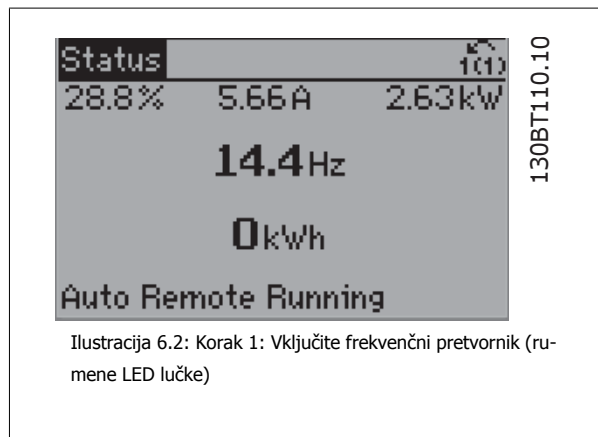 Status
1(1)
28.8% 5.66A 2.63kW
14.4Hz
0kWh
Auto Remote Running
130BT110.10
Ilustracija 6.2: Korak 1: Vključite frekvenčni pretvornik (ru-
mene LED lučke)